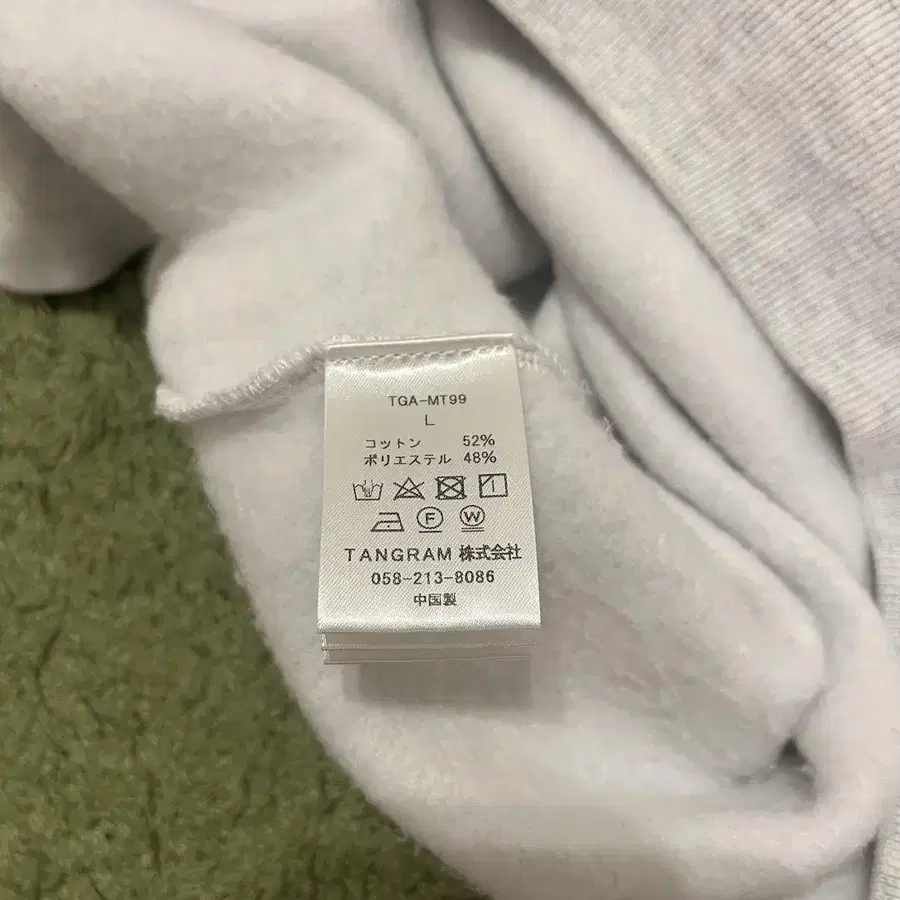 TGA-MT99
L
コットン 52%
ポリエステル 48%
F W
TANGRAM 株式会社
058-213-8086
中国製